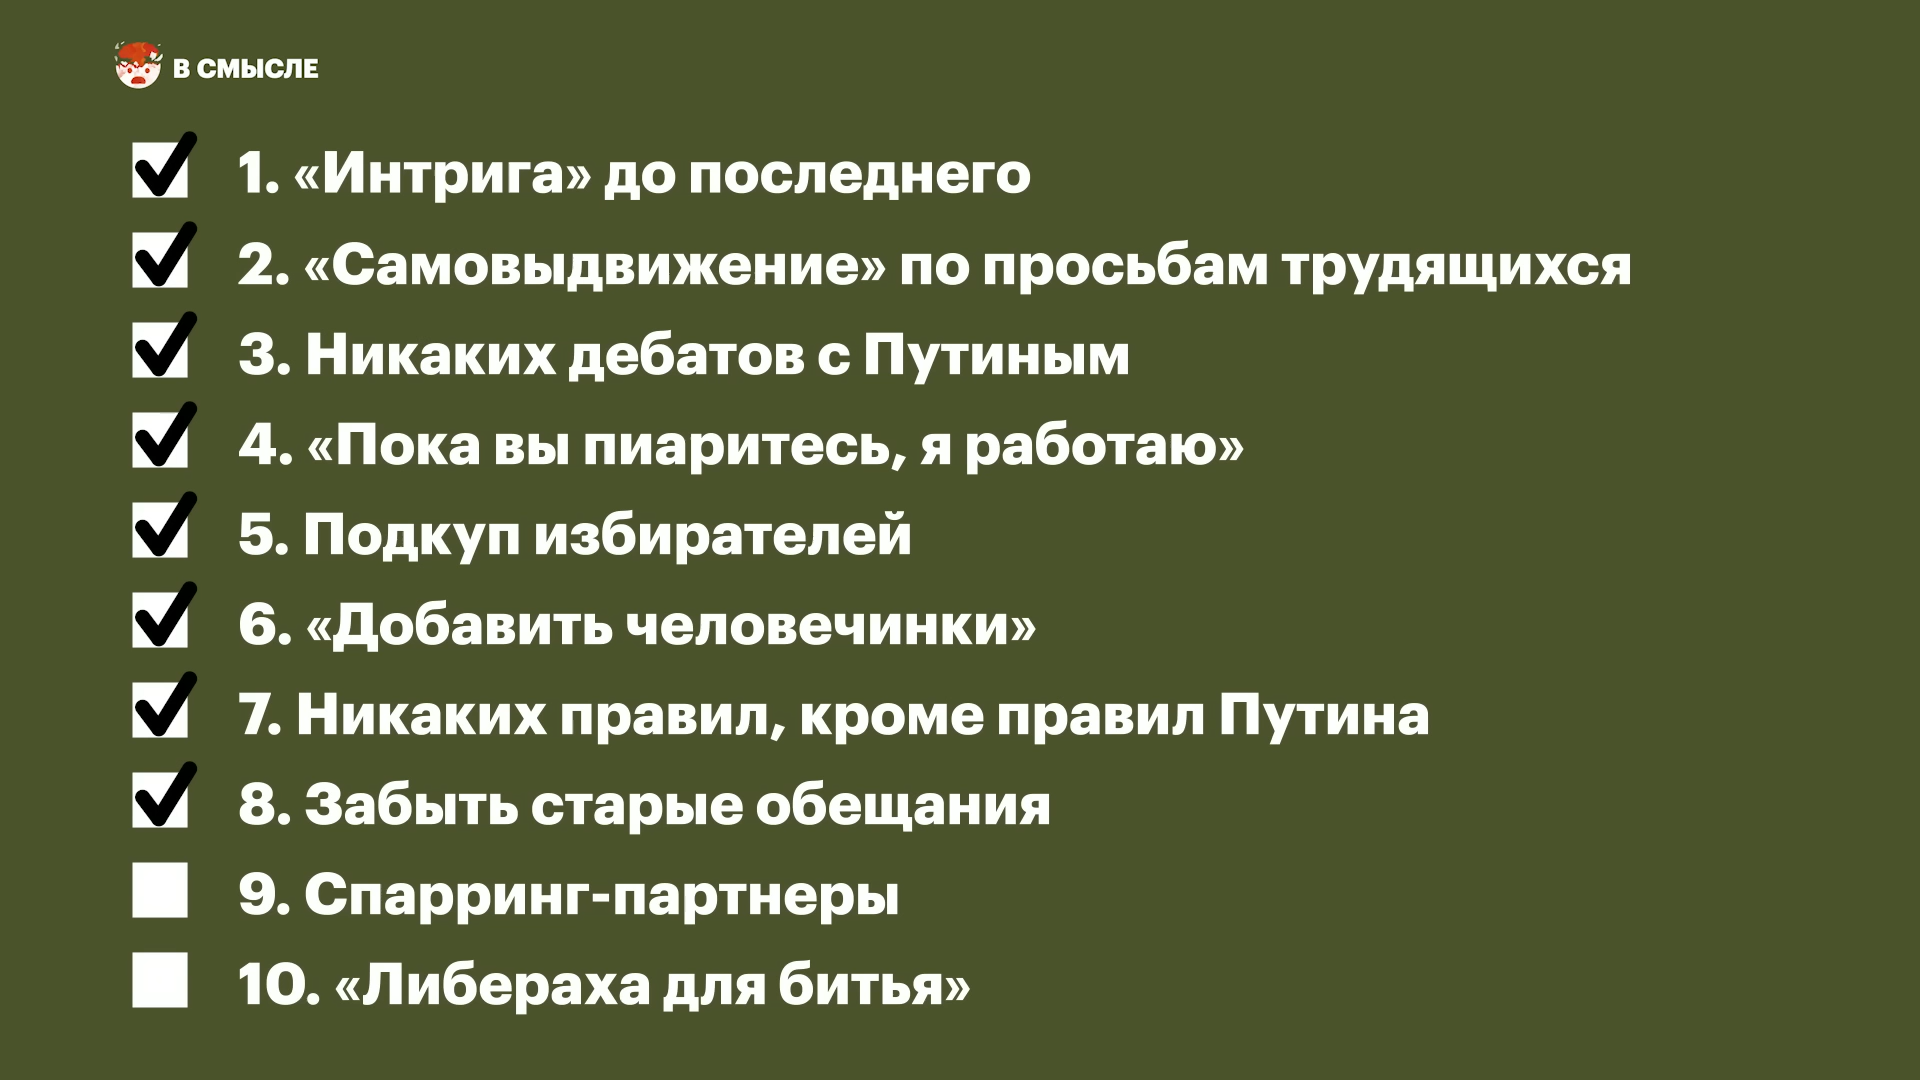 В СМЫСЛЕ
1. «Интрига» до последнего
2. «Самовыдвижение» по просьбам трудящихся
3. Никаких дебатов с Путиным
4. «Пока вы пиаритесь, я работаю»
5. Подкуп избирателей
6. «Добавить человечинки»
7. Никаких правил, кроме правил Путина
8. Забыть старые обещания
9. Спарринг-партнеры
10. «Либераха для битья»